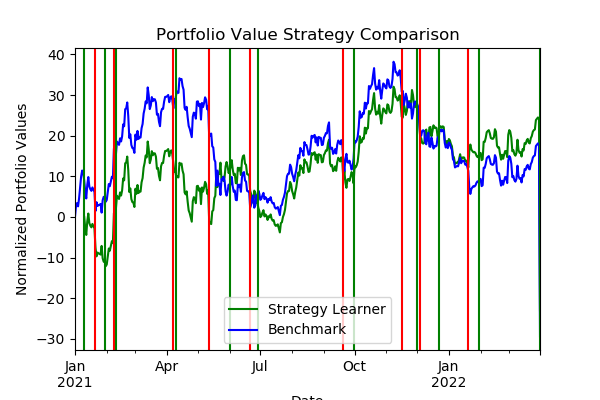 Portfolio Value Strategy Comparison
Normalized Portfolio Values
40
30
20
10
0
−10
−20
−30
Strategy Learner
Benchmark
Jan
2021
Apr
Jul
Oct
Jan
2022
Date